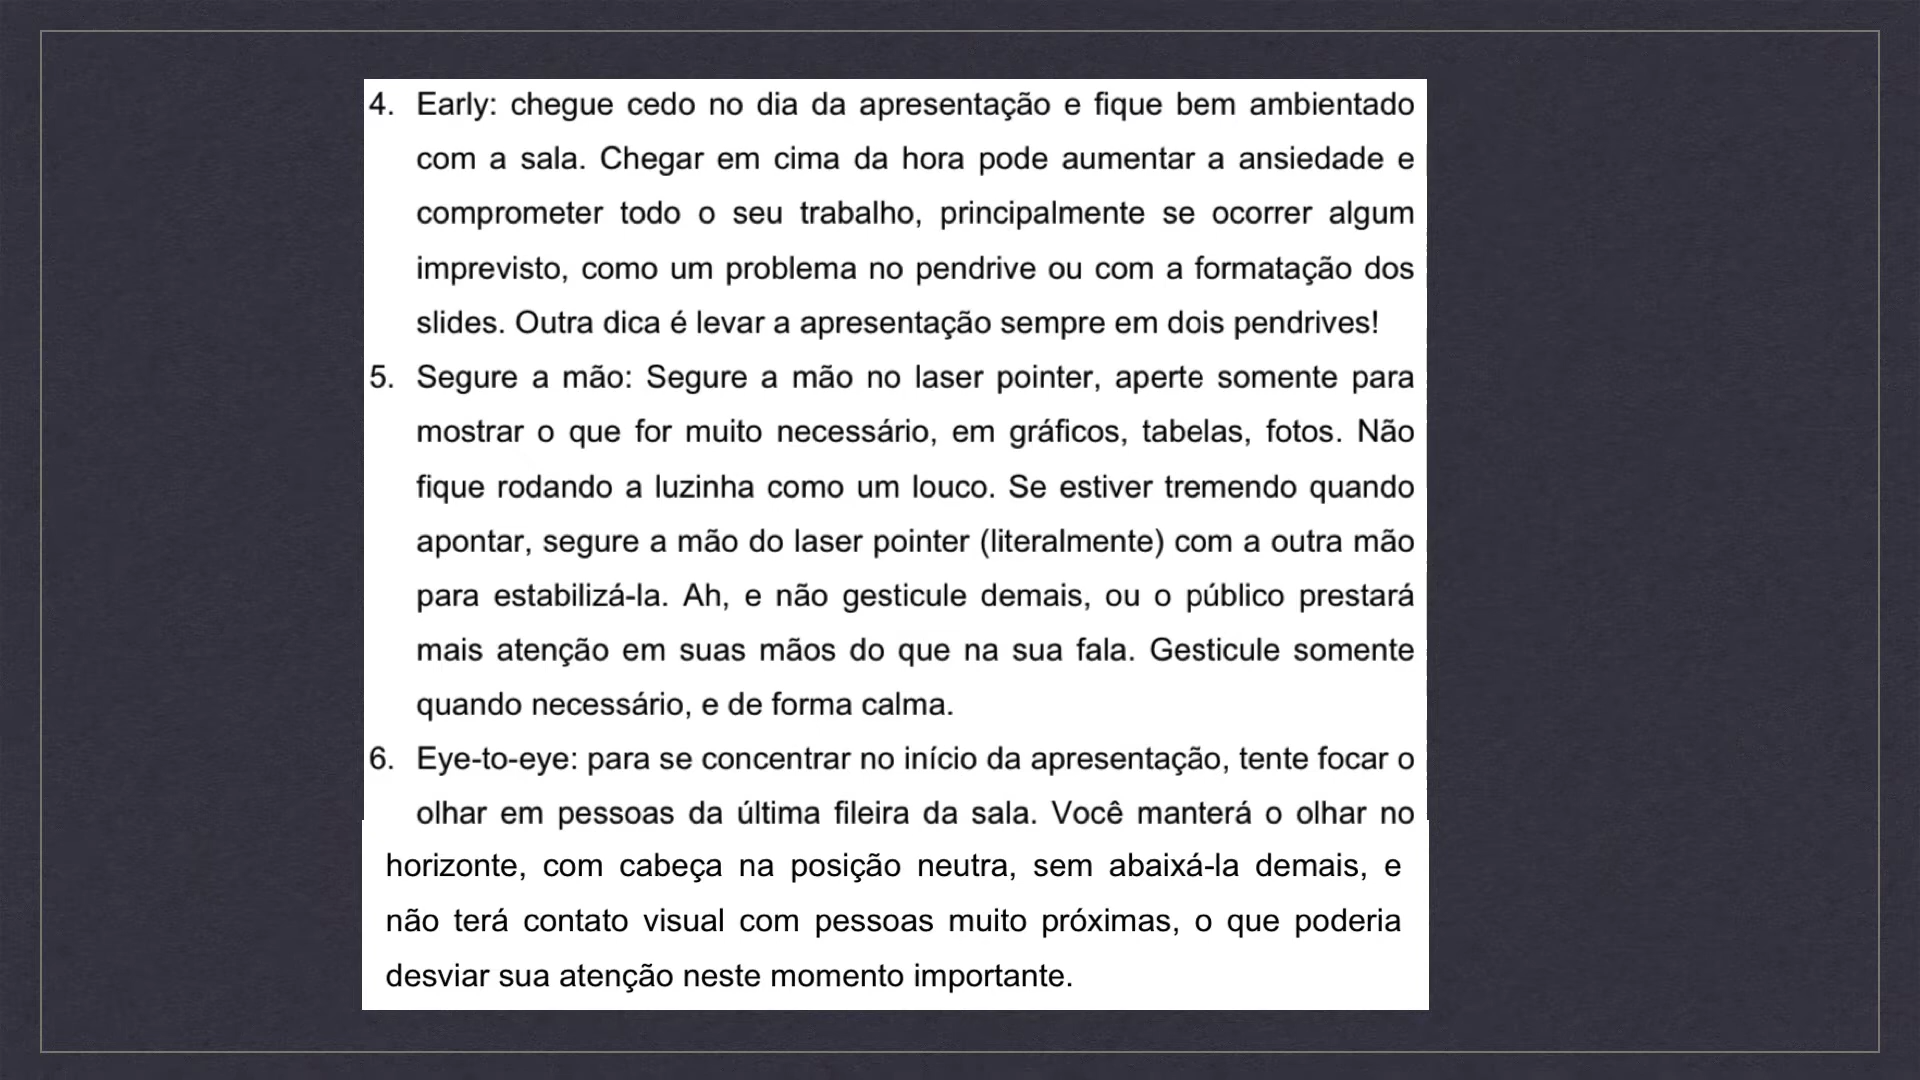 4. Early: chegue cedo no dia da apresentação e fique bem ambientado
com a sala. Chegar em cima da hora pode aumentar a ansiedade e
comprometer todo o seu trabalho, principalmente se ocorrer algum
imprevisto, como um problema no pendrive ou com a formatação dos
slides. Outra dica é levar a apresentação sempre em dois pendrives!
5. Segure a mão: Segure a mão no laser pointer, aperte somente para
mostrar o que for muito necessário, em gráficos, tabelas, fotos. Não
fique rodando a luzinha como um louco. Se estiver tremendo quando
apontar, segure a mão do laser pointer (literalmente) com a outra mão
para estabilizá-la. Ah, e não gesticule demais, ou o público prestará
mais atenção em suas mãos do que na sua fala. Gesticule somente
quando necessário, e de forma calma.
6. Eye-to-eye: para se concentrar no início da apresentação, tente focar o
olhar em pessoas da última fileira da sala. Você manterá o olhar no
horizonte, com cabeça na posição neutra, sem abaixá-la demais, e
não terá contato visual com pessoas muito próximas, o que poderia
desviar sua atenção neste momento importante.